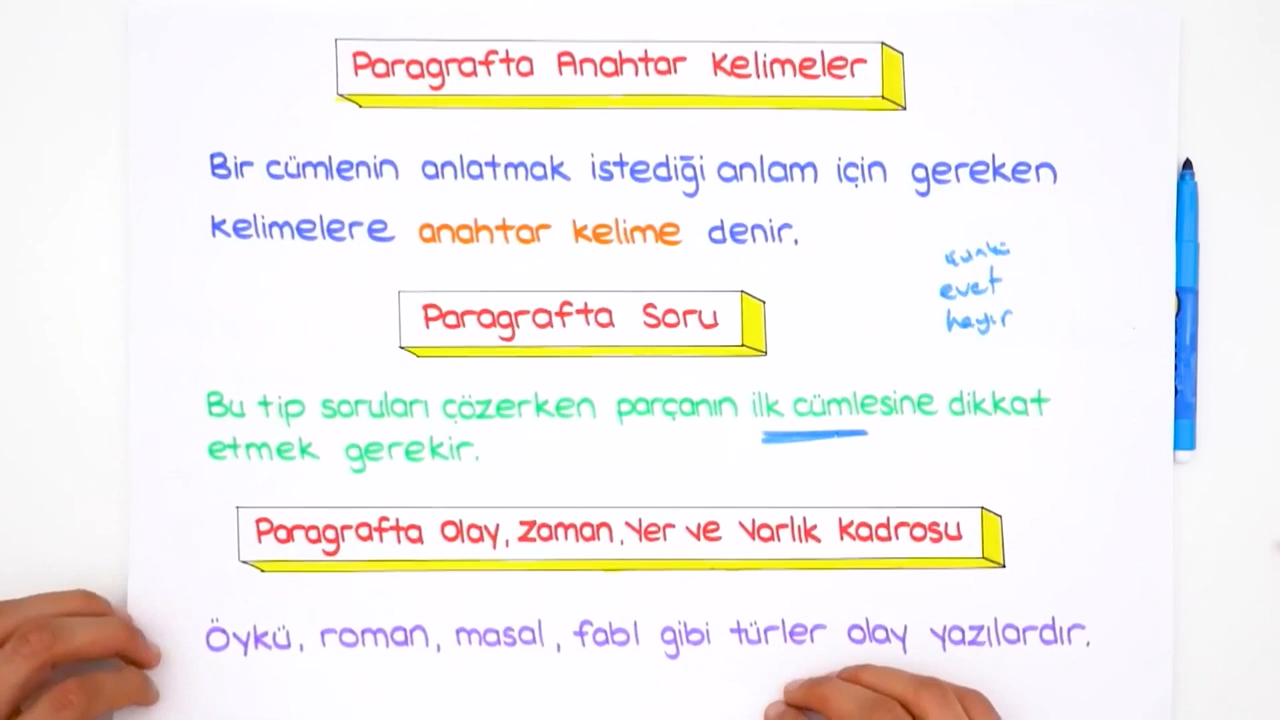 Paragrafta Anahtar Kelimeler
Bir cümlenin anlatmak istediği anlam için gereken
kelimelere anahtar kelime denir.
çünkü
evet
hayır
Paragrafta Soru
Bu tip soruları çözerken parçanın ilk cümlesine dikkat
etmek gerekir.
Paragrafta Olay, Zaman, Yer ve Varlık Kadrosu
Öykü, roman, masal, fabl gibi türler olay yazılardır.